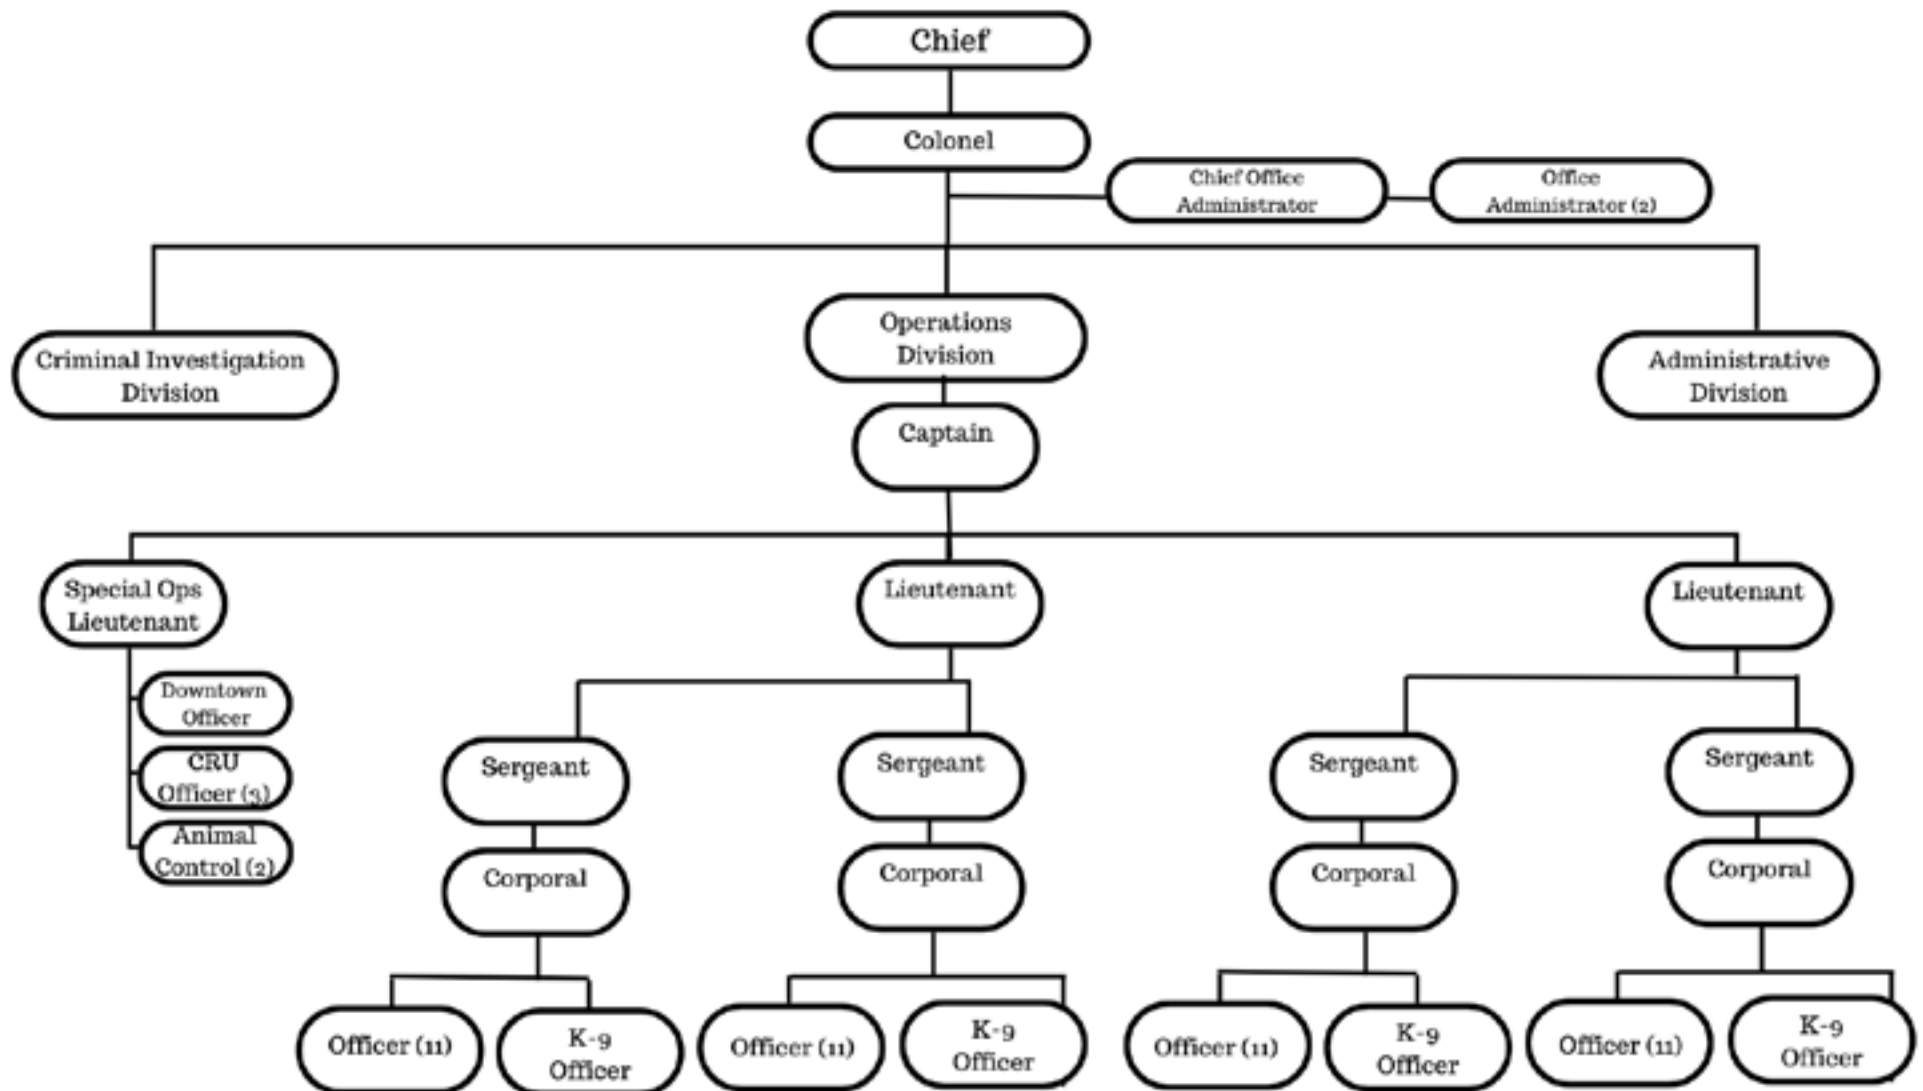 Chief
Colonel
Chief Office
Administrator
Office
Administrator (2)
Criminal Investigation
Division
Operations
Division
Administrative
Division
Captain
Special Ops
Lieutenant
Lieutenant
Lieutenant
Downtown
Officer
CRU
Officer (3)
Animal
Control (2)
Sergeant
Sergeant
Sergeant
Sergeant
Corporal
Corporal
Corporal
Corporal
Officer (11)
K-9
Officer
Officer (11)
K-9
Officer
Officer (11)
K-9
Officer
Officer (11)
K-9
Officer